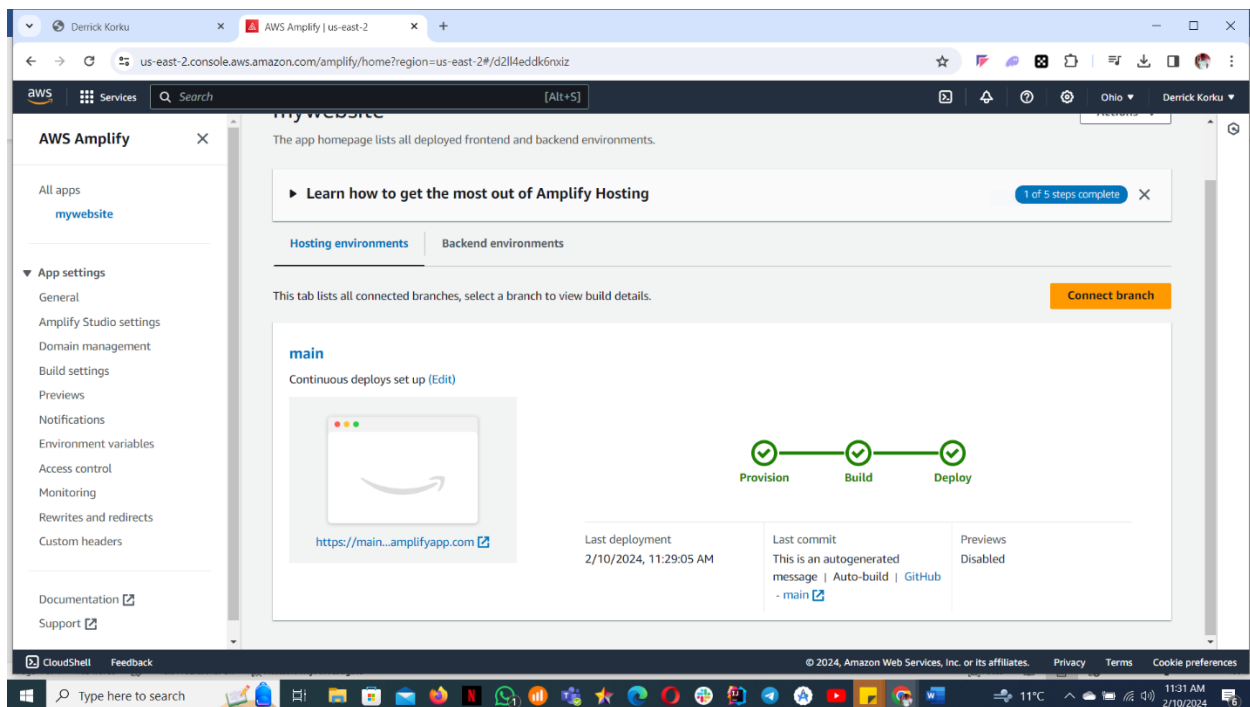 Derrick Korku
AWS Amplify | us-east-2
us-east-2.console.aws.amazon.com/amplify/home?region=us-east-2#/d2ll4eddk6nxiz
aws
Services
Search
[Alt+S]
Ohio
Derrick Korku
AWS Amplify
mywebsite
Actions
The app homepage lists all deployed frontend and backend environments.
All apps
mywebsite
Learn how to get the most out of Amplify Hosting
1 of 5 steps complete
Hosting environments
Backend environments
App settings
General
Amplify Studio settings
Domain management
Build settings
Previews
Notifications
Environment variables
Access control
Monitoring
Rewrites and redirects
Custom headers
Documentation
Support
This tab lists all connected branches, select a branch to view build details.
Connect branch
main
Continuous deploys set up (Edit)
https://main...amplifyapp.com
Provision
Build
Deploy
Last deployment
2/10/2024, 11:29:05 AM
Last commit
This is an autogenerated
message | Auto-build | GitHub
- main
Previews
Disabled
CloudShell
Feedback
© 2024, Amazon Web Services, Inc. or its affiliates.
Privacy
Terms
Cookie preferences
Type here to search
11°C
11:31 AM
2/10/2024